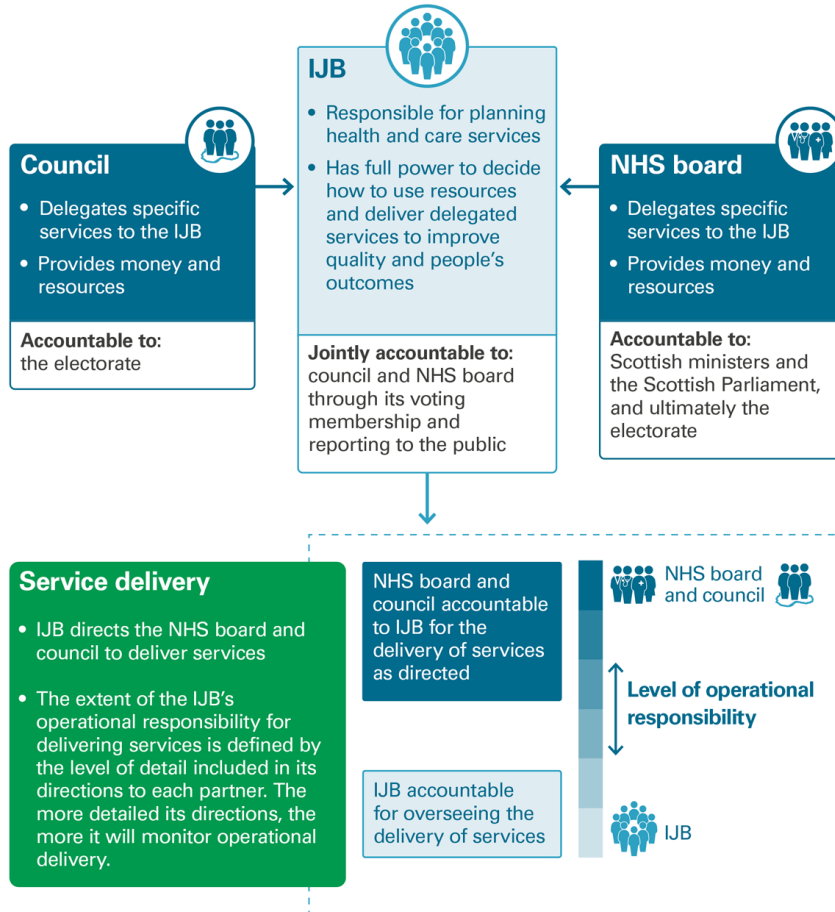 IJB
• Responsible for planning
health and care services
• Has full power to decide
how to use resources
and deliver delegated
services to improve
quality and people's
outcomes
Jointly accountable to:
council and NHS board
through its voting
membership and
reporting to the public
Council
• Delegates specific
services to the IJB
• Provides money and
resources
Accountable to:
the electorate
NHS board
• Delegates specific
services to the IJB
• Provides money and
resources
Accountable to:
Scottish ministers and
the Scottish Parliament,
and ultimately the
electorate
Service delivery
• IJB directs the NHS board and
council to deliver services
• The extent of the IJB's
operational responsibility for
delivering services is defined by
the level of detail included in its
directions to each partner. The
more detailed its directions, the
more it will monitor operational
delivery.
NHS board and
council accountable
to IJB for the
delivery of services
as directed
IJB accountable
for overseeing the
delivery of services
NHS board
and council
Level of operational
responsibility
IJB